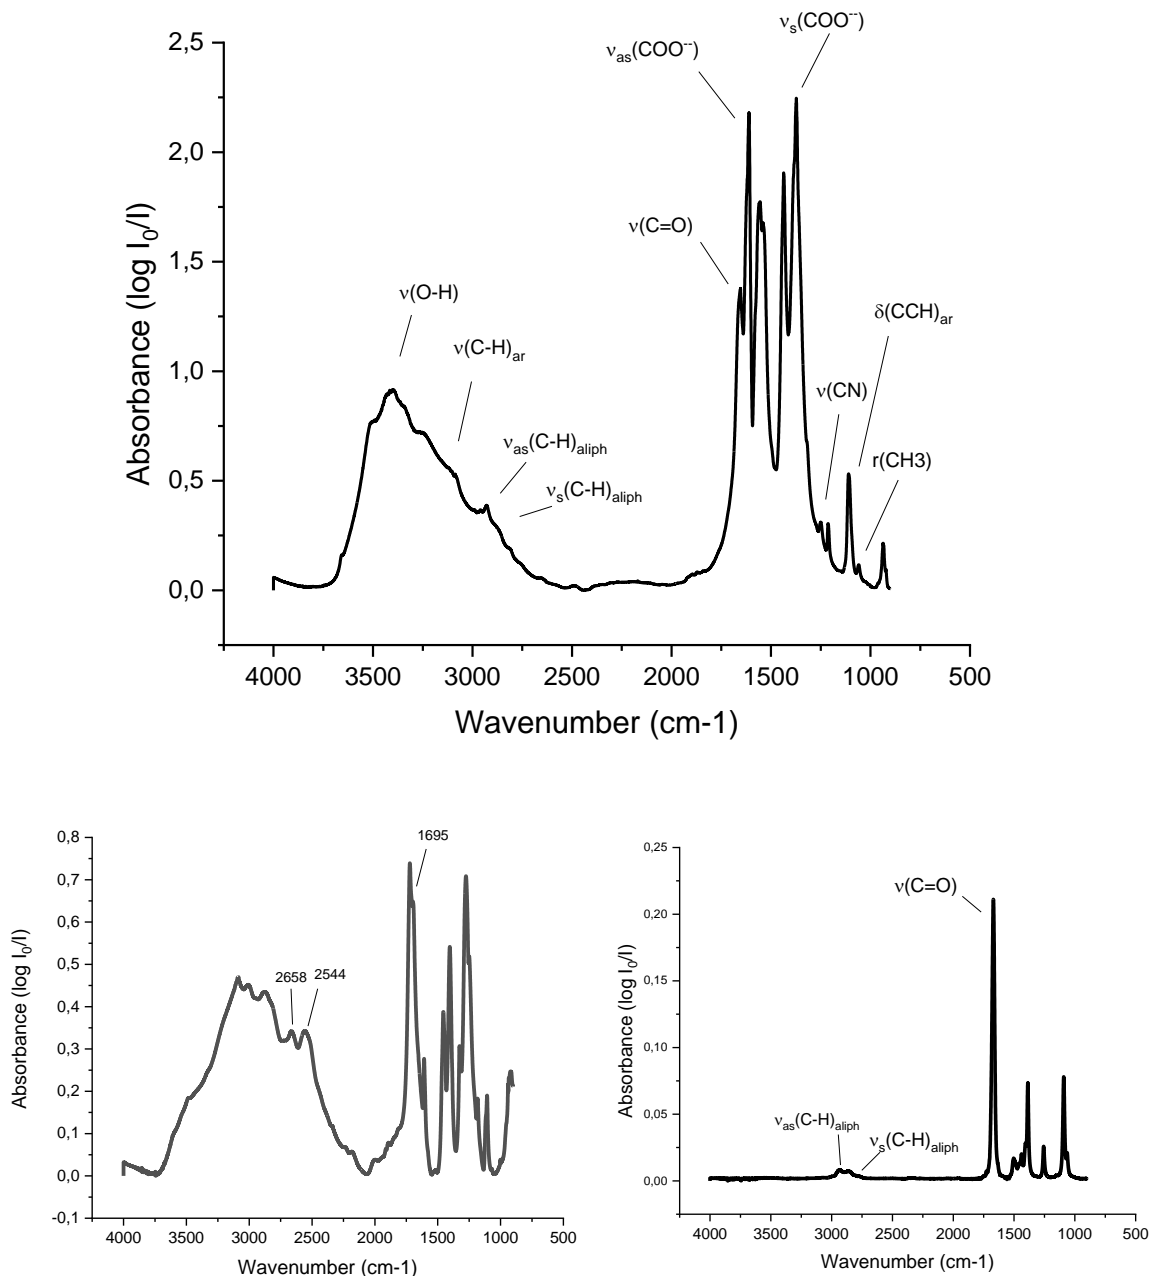 νs(COO--)
νas(COO--)
2,5
2,0
ν(C=O)
1,5
ν(O-H)
δ(CCH)ar
ν(C-H)ar
1,0
ν(CN)
νas(C-H)aliph
r(CH3)
νs(C-H)aliph
0,5
0,0
Absorbance (log I0/I)
4000 3500 3000 2500 2000 1500 1000 500
Wavenumber (cm-1)
0,8
1695
0,7
0,6
0,5
2658 2544
0,4
0,3
0,2
0,1
0,0
-0,1
Absorbance (log I0/I)
4000 3500 3000 2500 2000 1500 1000 500
Wavenumber (cm-1)
0,25
ν(C=O)
0,20
0,15
0,10
0,05
νas(C-H)aliph
νs(C-H)aliph
0,00
Absorbance (log I0/I)
4000 3500 3000 2500 2000 1500 1000 500
Wavenumber (cm-1)